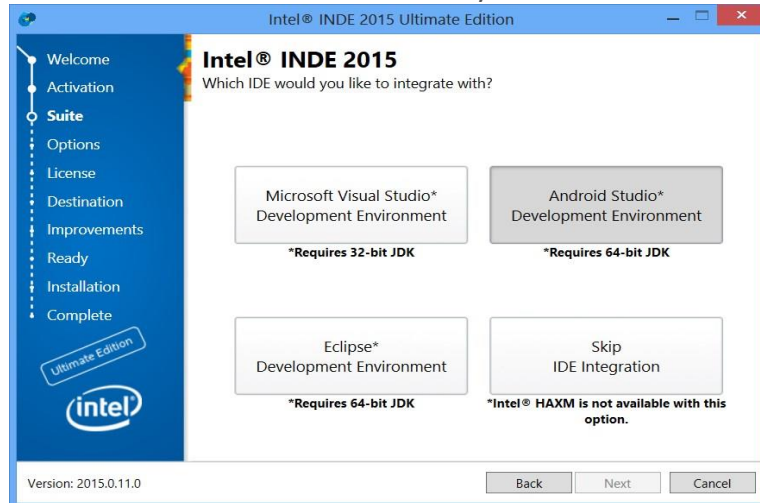 Intel® INDE 2015 Ultimate Edition
Welcome
Activation
Suite
Options
License
Destination
Improvements
Ready
Installation
Complete
Ultimate Edition
intel®
Version: 2015.0.11.0
Intel® INDE 2015
Which IDE would you like to integrate with?
Microsoft Visual Studio*
Development Environment
*Requires 32-bit JDK
Android Studio*
Development Environment
*Requires 64-bit JDK
Eclipse*
Development Environment
*Requires 64-bit JDK
Skip
IDE Integration
*Intel® HAXM is not available with this
option.
Back
Next
Cancel